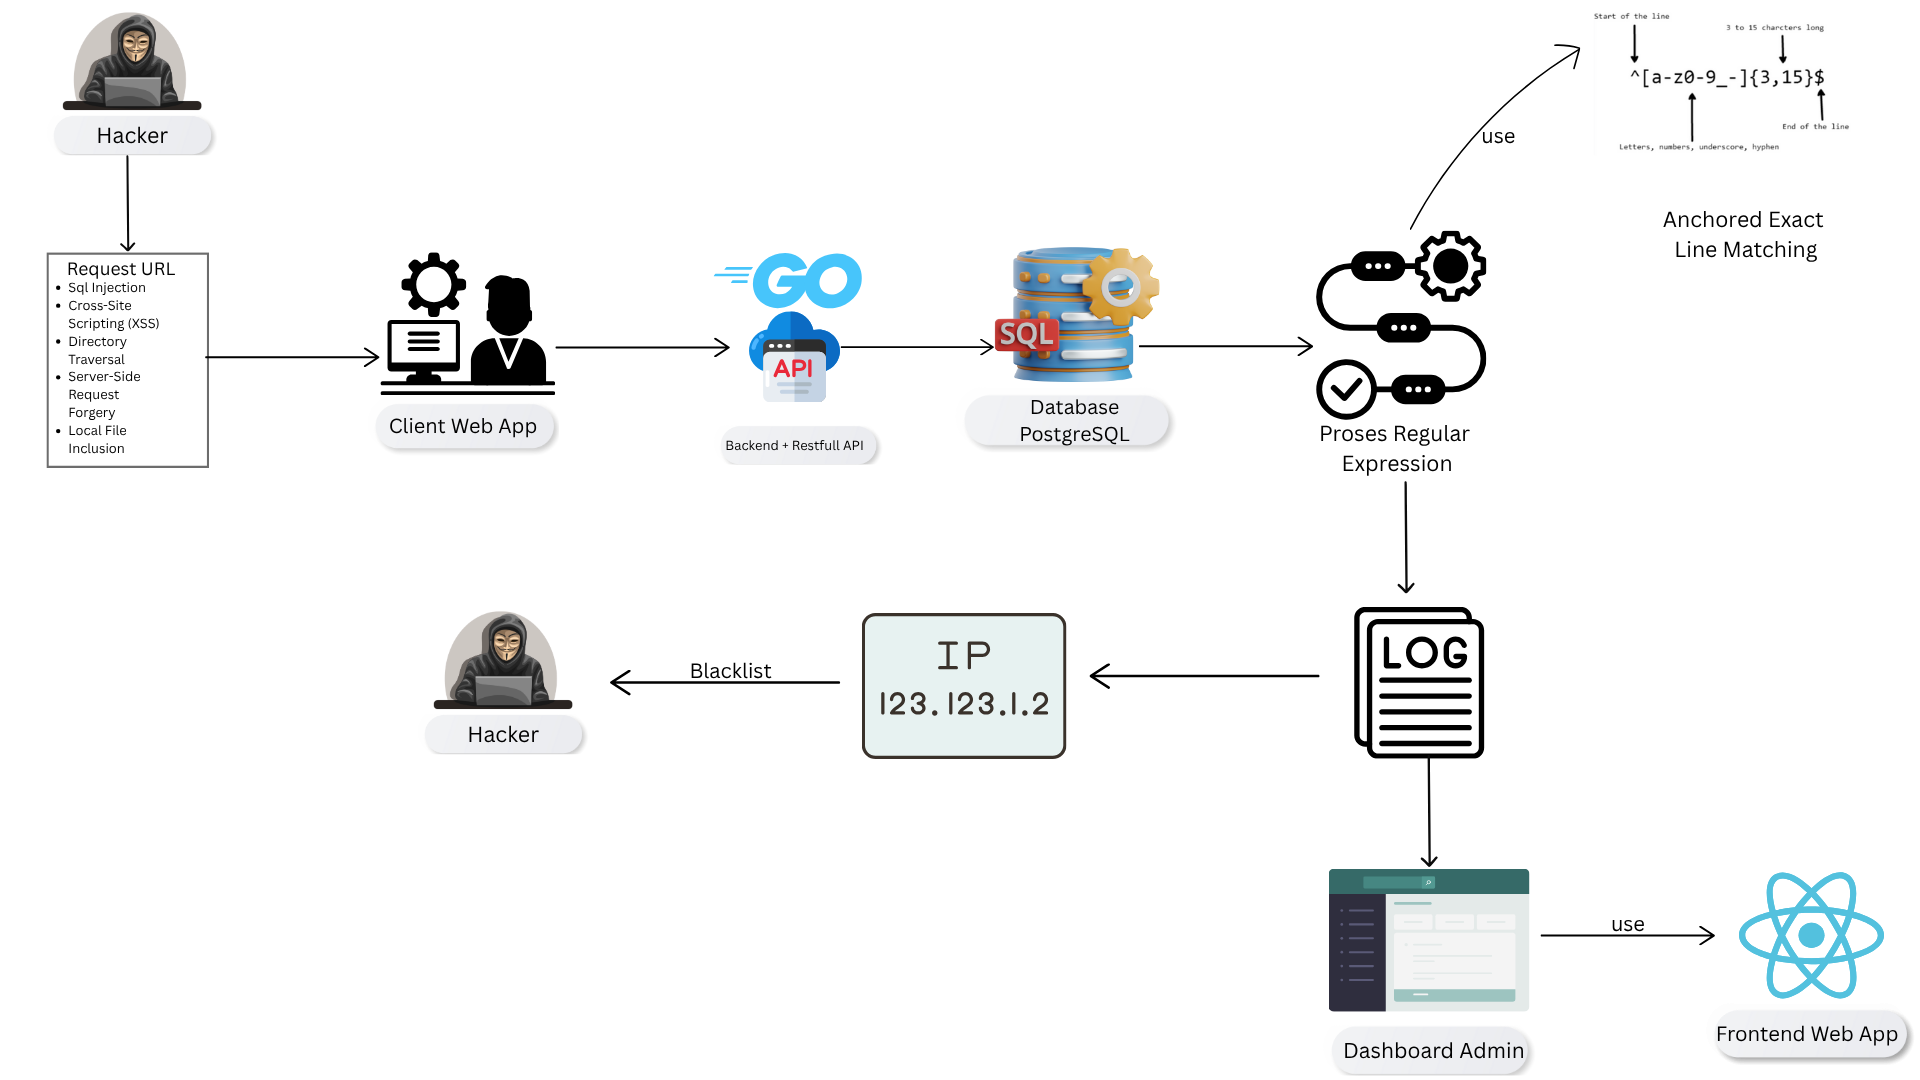 Start of the line
3 to 15 charcters long
^[a-z0-9_-]{3,15}$
End of the line
Letters, numbers, underscore, hyphen
use
Anchored Exact
Line Matching
Hacker
Request URL
Sql Injection
Cross-Site
Scripting (XSS)
Directory
Traversal
Server-Side
Request
Forgery
Local File
Inclusion
Client Web App
GO
API
Backend + Restfull API
SQL
Database
PostgreSQL
Proses Regular
Expression
LOG
IP
123.123.1.2
Blacklist
Hacker
Dashboard Admin
use
Frontend Web App